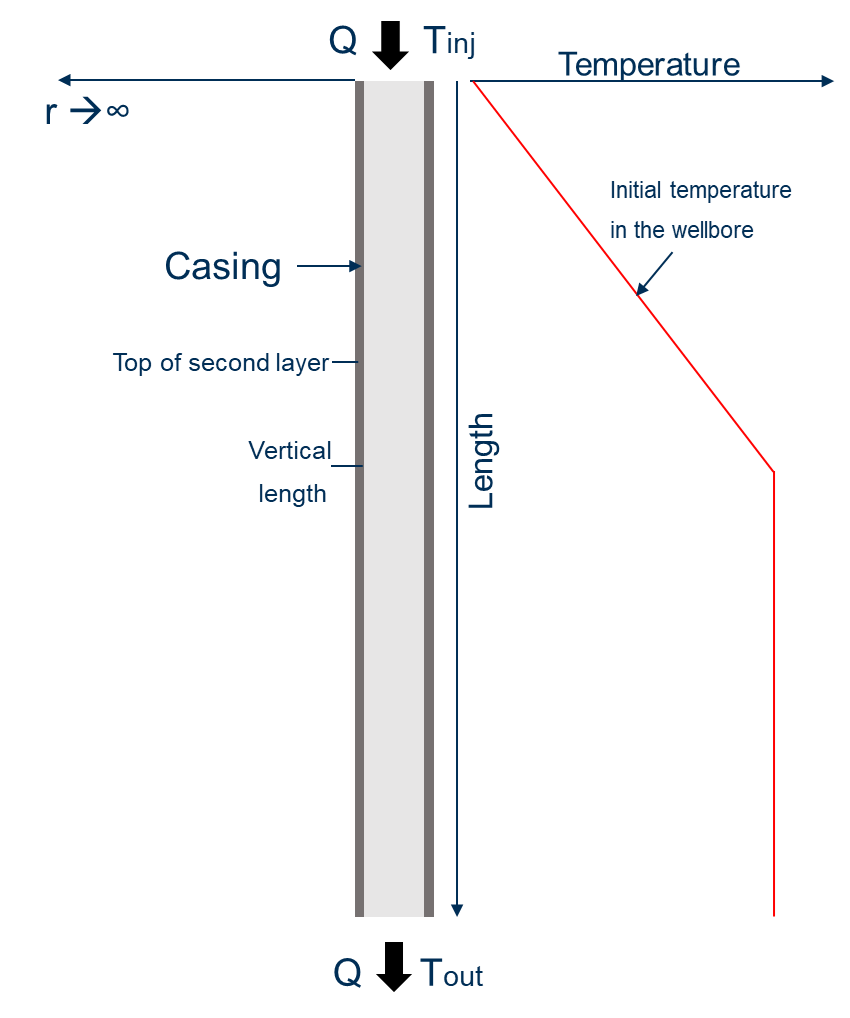 Q Tinj
Temperature
r →∞
Initial temperature
in the wellbore
Casing
Top of second layer
Vertical
length
Length
Q Tout